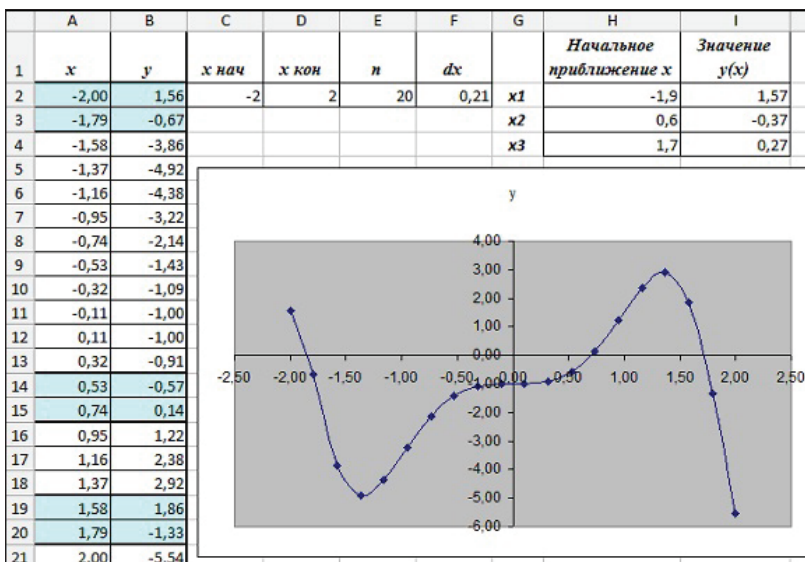 A B C D E F G H I
Начальное Значение
1 x y x нач x кон n dx приближение x y(x)
2 -2,00 1,56 -2 2 20 0,21 x1 -1,9 1,57
3 -1,79 -0,67 x2 0,6 -0,37
4 -1,58 -3,86 x3 1,7 0,27
5 -1,37 -4,92
6 -1,16 -4,38
7 -0,95 -3,22
8 -0,74 -2,14
9 -0,53 -1,43
10 -0,32 -1,09
11 -0,11 -1,00
12 0,11 -1,00
13 0,32 -0,91
14 0,53 -0,57
15 0,74 0,14
16 0,95 1,22
17 1,16 2,38
18 1,37 2,92
19 1,58 1,86
20 1,79 -1,33
21 2,00 -5,54
y
4,00
3,00
2,00
1,00
0,00
-2,50 -2,00 -1,50 -1,00 -0,50 0,00 0,50 1,00 1,50 2,00 2,50
-1,00
-2,00
-3,00
-4,00
-5,00
-6,00